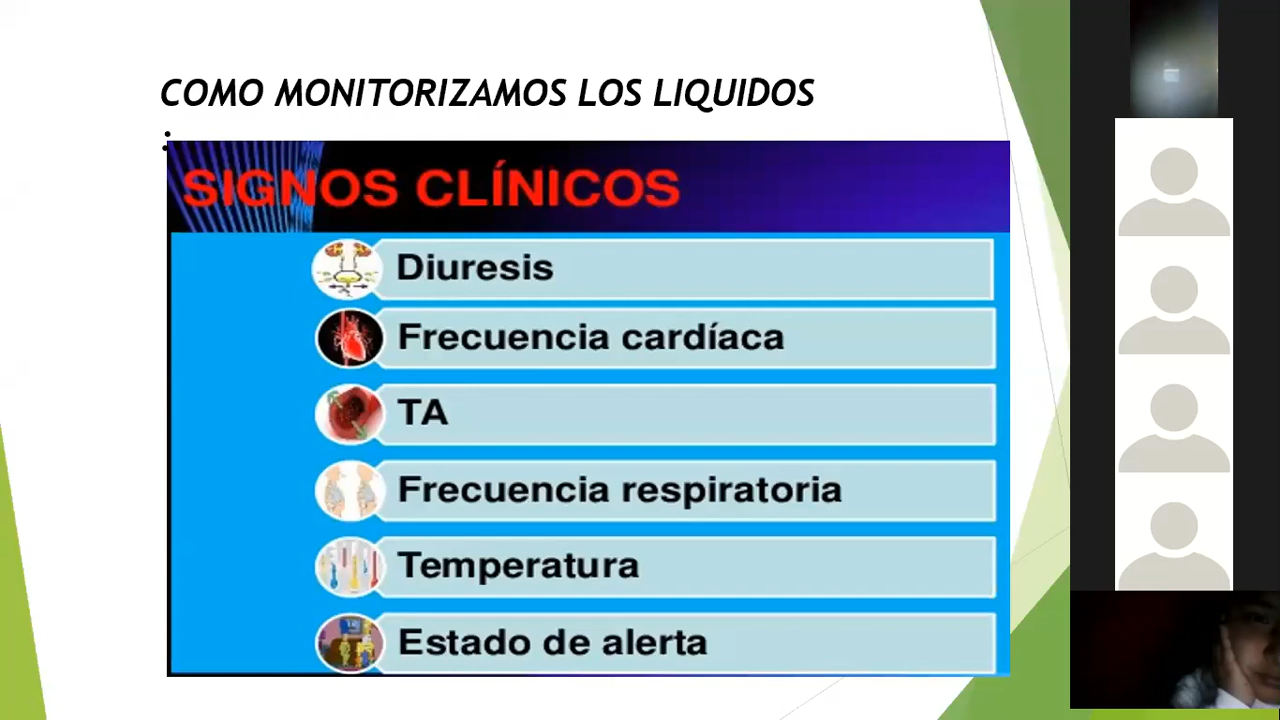 COMO MONITORIZAMOS LOS LIQUIDOS
:
SIGNOS CLÍNICOS
Diuresis
Frecuencia cardíaca
TA
Frecuencia respiratoria
Temperatura
Estado de alerta